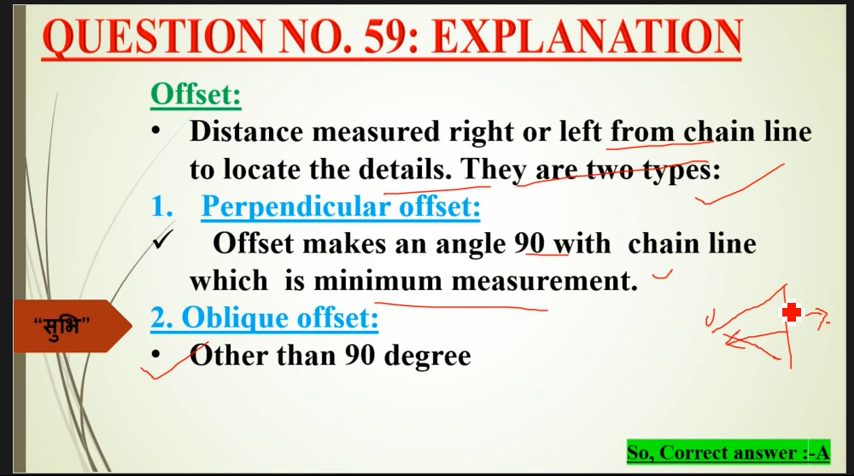 QUESTION NO. 59: EXPLANATION
Offset:
• Distance measured right or left from chain line
to locate the details. They are two types:
1. Perpendicular offset:
✓ Offset makes an angle 90 with chain line
which is minimum measurement.
“सुभि”
2. Oblique offset:
• Other than 90 degree
So, Correct answer :-A